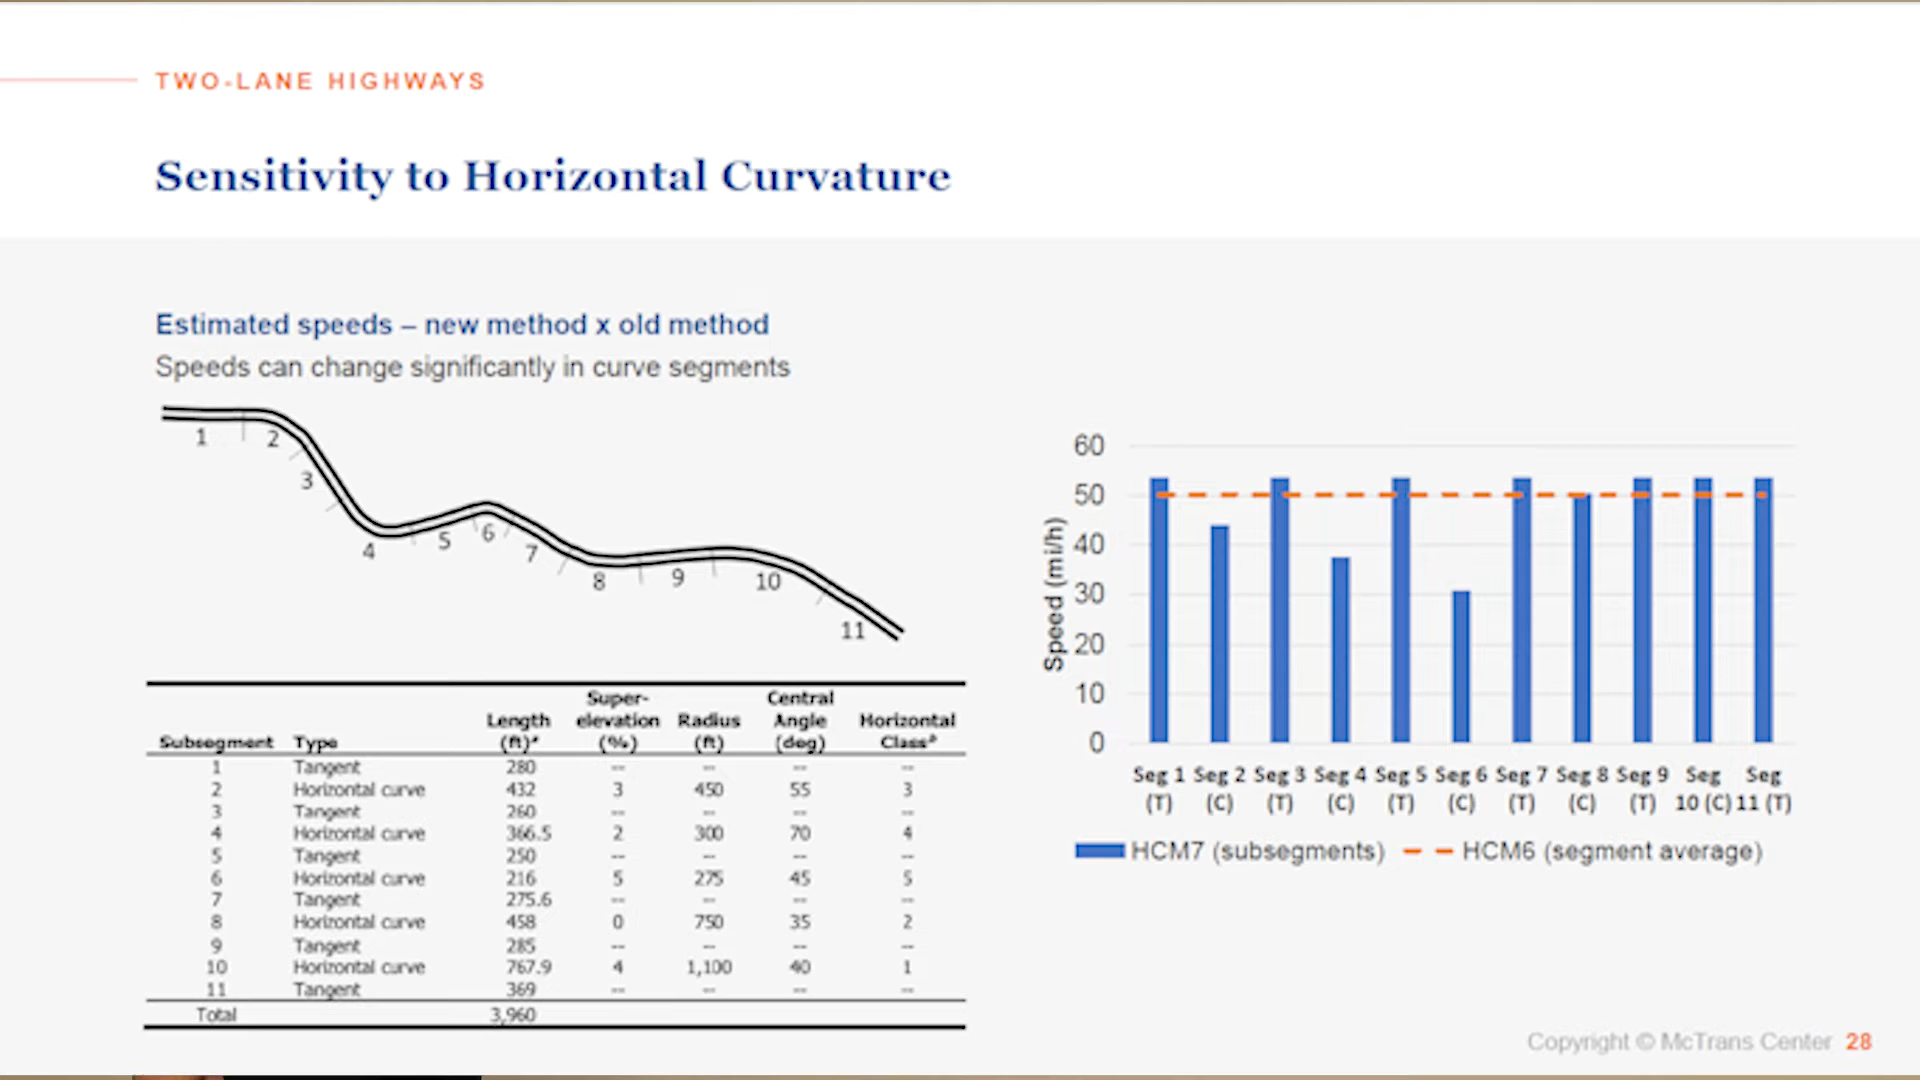 TWO-LANE HIGHWAYS
Sensitivity to Horizontal Curvature
Estimated speeds – new method x old method
Speeds can change significantly in curve segments
1 2 3 4 5 6 7 8 9 10 11
Subsegment Type Length (ft)ᵃ Super-elevation (%) Radius (ft) Central Angle (deg) Horizontal Classᵇ
1 Tangent 280 -- -- -- --
2 Horizontal curve 432 3 450 55 3
3 Tangent 260 -- -- -- --
4 Horizontal curve 366.5 2 300 70 4
5 Tangent 250 -- -- -- --
6 Horizontal curve 216 5 275 45 5
7 Tangent 275.6 -- -- -- --
8 Horizontal curve 458 0 750 35 2
9 Tangent 285 -- -- -- --
10 Horizontal curve 767.9 4 1,100 40 1
11 Tangent 369 -- -- -- --
Total 3,960
Speed (mi/h)
60
50
40
30
20
10
0
Seg 1 Seg 2 Seg 3 Seg 4 Seg 5 Seg 6 Seg 7 Seg 8 Seg 9 Seg Seg
(T) (C) (T) (C) (T) (C) (T) (C) (T) 10 (C) 11 (T)
HCM7 (subsegments) HCM6 (segment average)
Copyright © McTrans Center 28